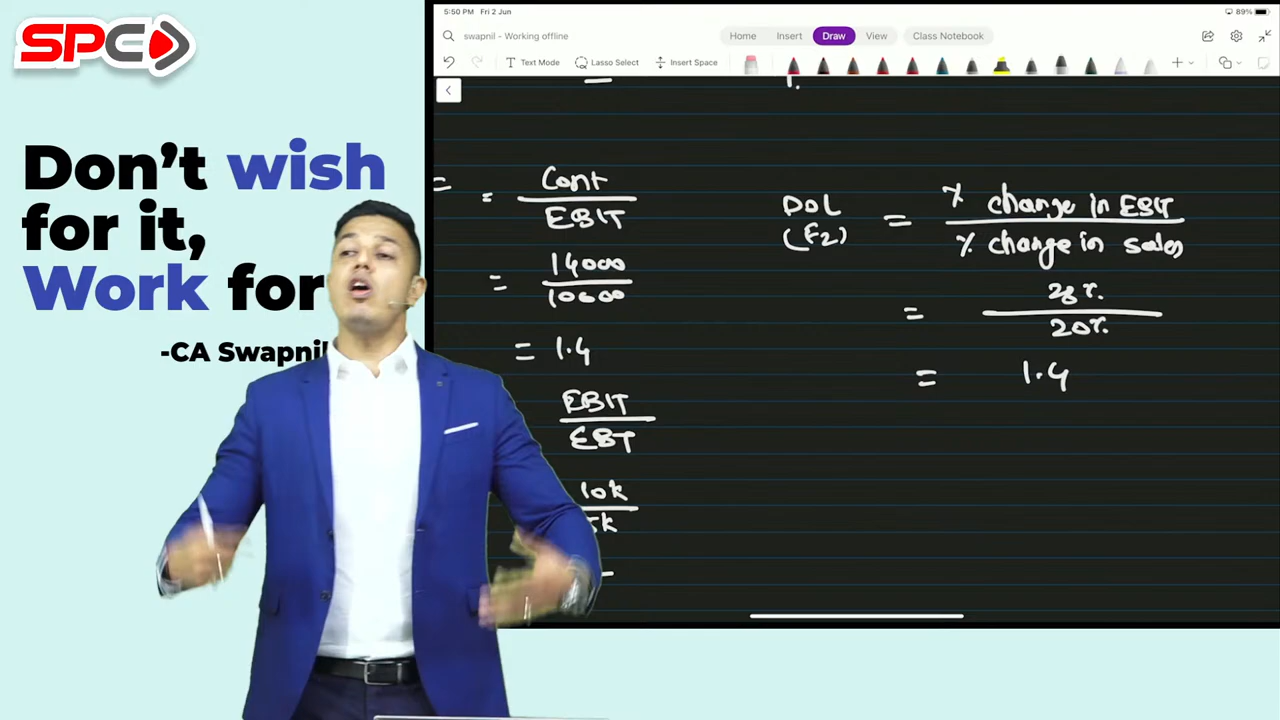 SPC
Don't wish
for it,
Work for
-CA Swapnil
5:50 PM Fri 2 Jun
89%
swapnil - Working offline
Home Insert Draw View Class Notebook
Text Mode Lasso Select Insert Space
= = Cont
EBIT
= 14000
10000
= 1.4
EBIT
EBT
10k
5k
DOL
(F2)
= % change in EBIT
% change in sales
= 28%
20%
= 1.4